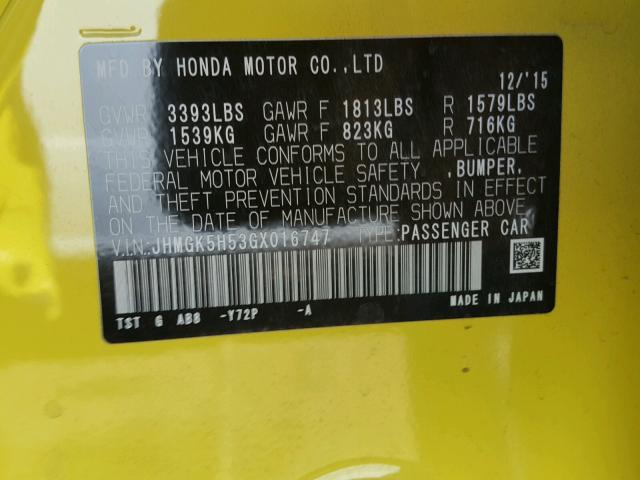 MFD BY HONDA MOTOR CO.,LTD
12/'15
GVWR 3393LBS GAWR F 1813LBS R 1579LBS
GVWR 1539KG GAWR F 823KG R 716KG
THIS VEHICLE CONFORMS TO ALL APPLICABLE
FEDERAL MOTOR VEHICLE SAFETY ,BUMPER,
AND THEFT PREVENTION STANDARDS IN EFFECT
ON THE DATE OF MANUFACTURE SHOWN ABOVE.
V.I.N:JHMGK5H53GX016747 TYPE:PASSENGER CAR
MADE IN JAPAN
TST G AB8 -Y72P -A